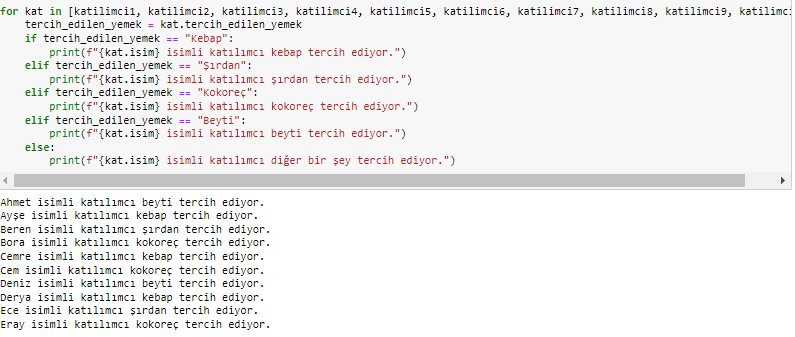 for kat in [katilimci1, katilimci2, katilimci3, katilimci4, katilimci5, katilimci6, katilimci7, katilimci8, katilimci9, katilimci
    tercih_edilen_yemek = kat.tercih_edilen_yemek
    if tercih_edilen_yemek == "Kebap":
        print(f"{kat.isim} isimli katılımcı kebap tercih ediyor.")
    elif tercih_edilen_yemek == "Şırdan":
        print(f"{kat.isim} isimli katılımcı şırdan tercih ediyor.")
    elif tercih_edilen_yemek == "Kokoreç":
        print(f"{kat.isim} isimli katılımcı kokoreç tercih ediyor.")
    elif tercih_edilen_yemek == "Beyti":
        print(f"{kat.isim} isimli katılımcı beyti tercih ediyor.")
    else:
        print(f"{kat.isim} isimli katılımcı diğer bir şey tercih ediyor.")
Ahmet isimli katılımcı beyti tercih ediyor.
Ayşe isimli katılımcı kebap tercih ediyor.
Beren isimli katılımcı şırdan tercih ediyor.
Bora isimli katılımcı kokoreç tercih ediyor.
Cemre isimli katılımcı kebap tercih ediyor.
Cem isimli katılımcı kokoreç tercih ediyor.
Deniz isimli katılımcı beyti tercih ediyor.
Derya isimli katılımcı kebap tercih ediyor.
Ece isimli katılımcı şırdan tercih ediyor.
Eray isimli katılımcı kokoreç tercih ediyor.